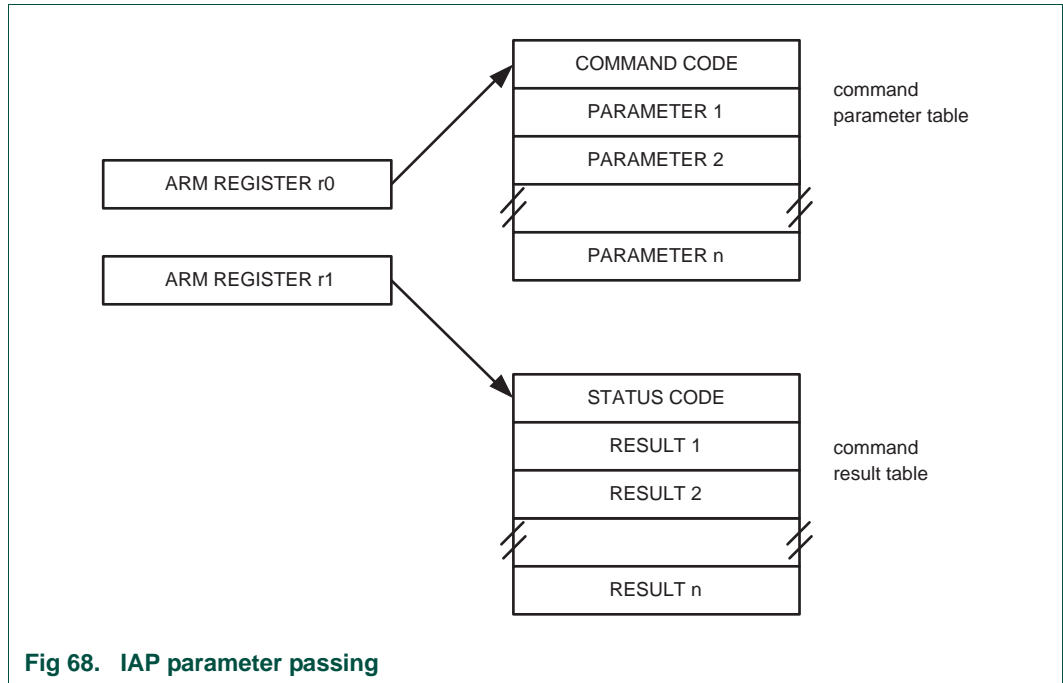 COMMAND CODE
PARAMETER 1
PARAMETER 2
PARAMETER n
command
parameter table
ARM REGISTER r0
ARM REGISTER r1
STATUS CODE
RESULT 1
RESULT 2
RESULT n
command
result table
Fig 68. IAP parameter passing